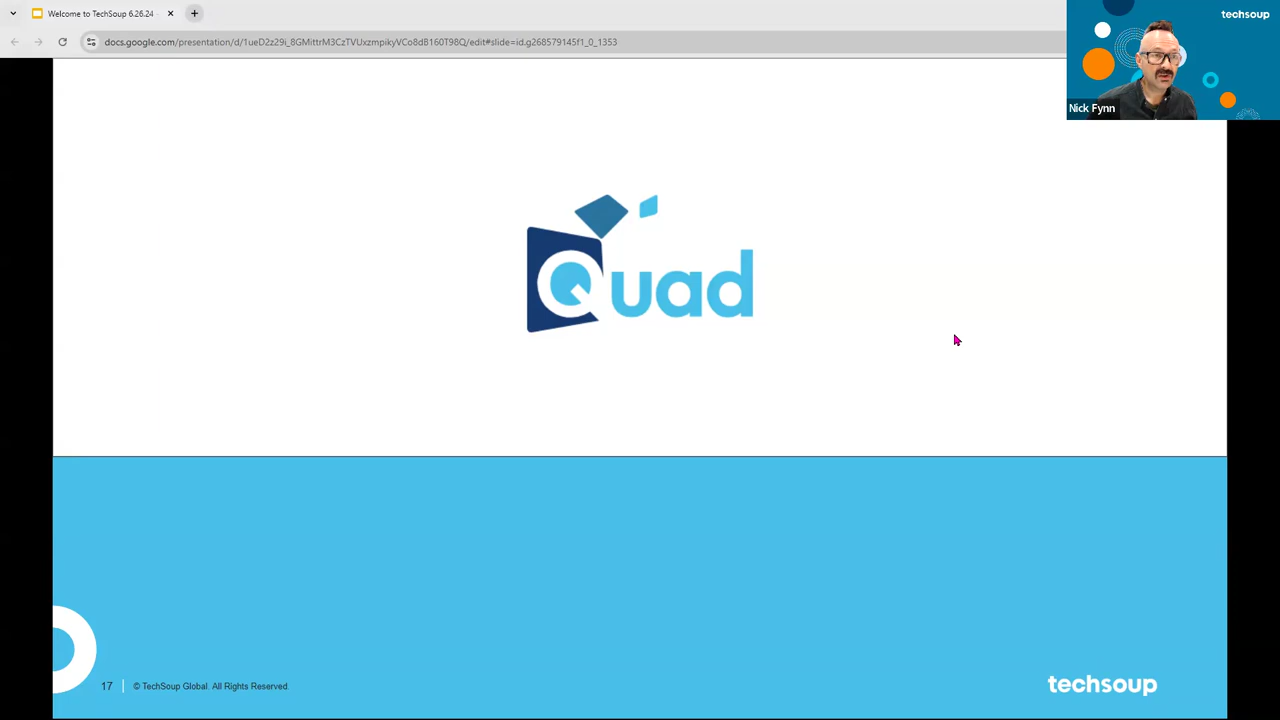 Welcome to TechSoup 6.26.24
docs.google.com/presentation/d/1ueD2z29i_8GMittrM3CzTVUxzmpikyVCo8dB160T98Q/edit#slide=id.g268579145f1_0_1353
techsoup
Nick Fynn
Quad
17
© TechSoup Global. All Rights Reserved.
techsoup